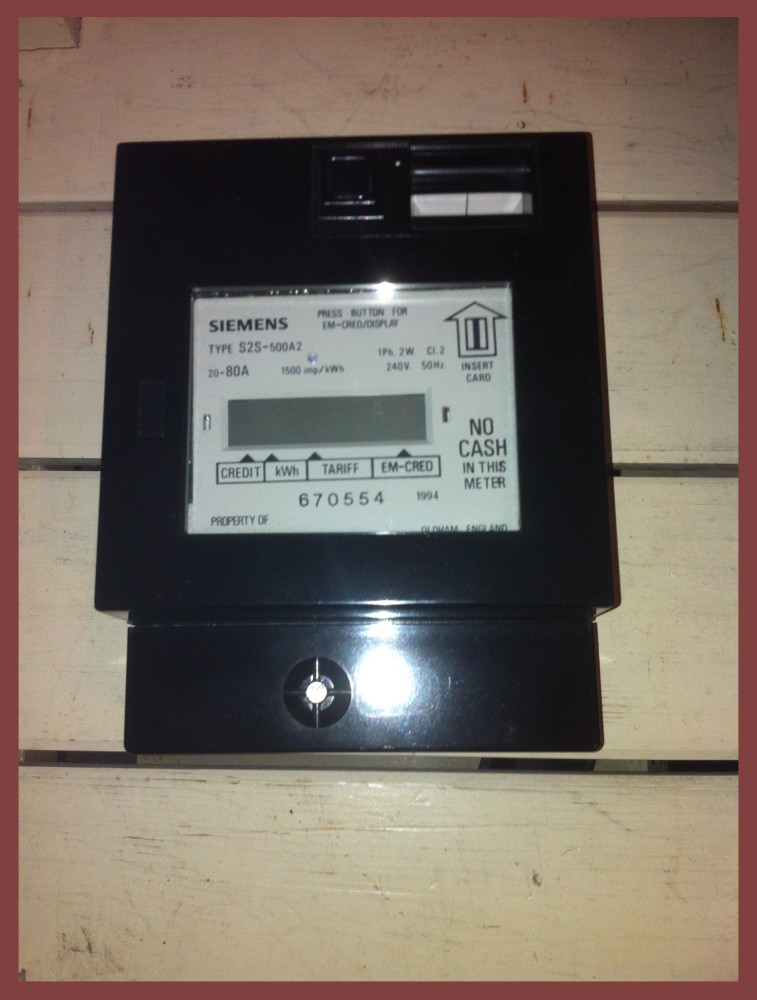 PRESS BUTTON FOR
EM-CRED/DISPLAY
SIEMENS
TYPE S2S-500A2
1Ph. 2W. Cl. 2
20-80A 1500 imp/kWh 240V. 50Hz.
INSERT
CARD
NO
CASH
IN THIS
METER
CREDIT kWh TARIFF EM-CRED
670554 1994
PROPERTY OF
OLDHAM ENGLAND